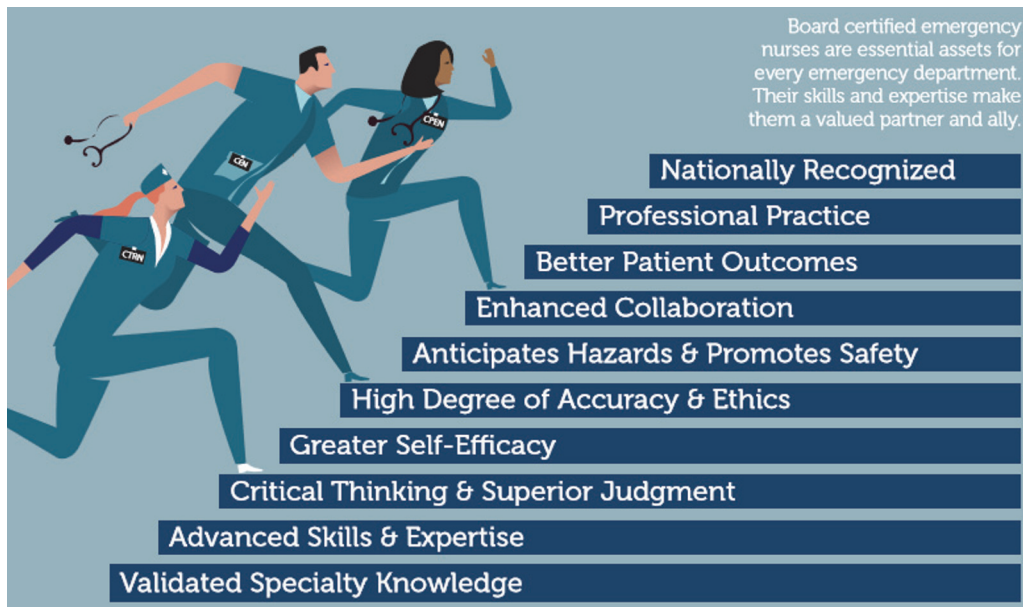 Board certified emergency
nurses are essential assets for
every emergency department.
Their skills and expertise make
them a valued partner and ally.
CPEN
CEN
CTRN
Nationally Recognized
Professional Practice
Better Patient Outcomes
Enhanced Collaboration
Anticipates Hazards & Promotes Safety
High Degree of Accuracy & Ethics
Greater Self-Efficacy
Critical Thinking & Superior Judgment
Advanced Skills & Expertise
Validated Specialty Knowledge